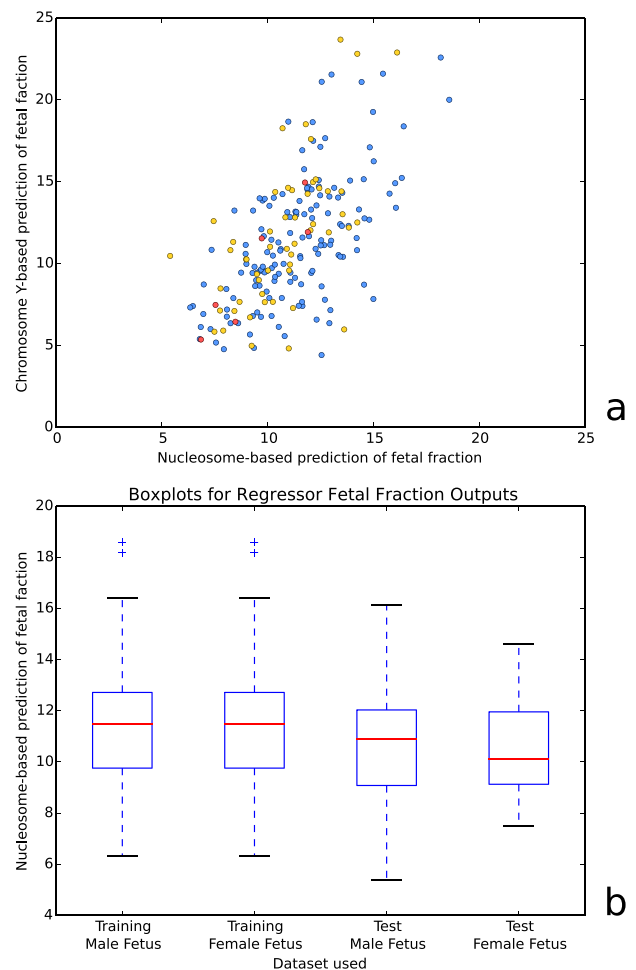 25
20
15
10
5
0
Chromosome Y-based prediction of fetal faction
0 5 10 15 20 25
Nucleosome-based prediction of fetal fraction
a
Boxplots for Regressor Fetal Fraction Outputs
20
18
16
14
12
10
8
6
4
Nucleosome-based prediction of fetal faction
Training Male Fetus
Training Female Fetus
Test Male Fetus
Test Female Fetus
Dataset used
b